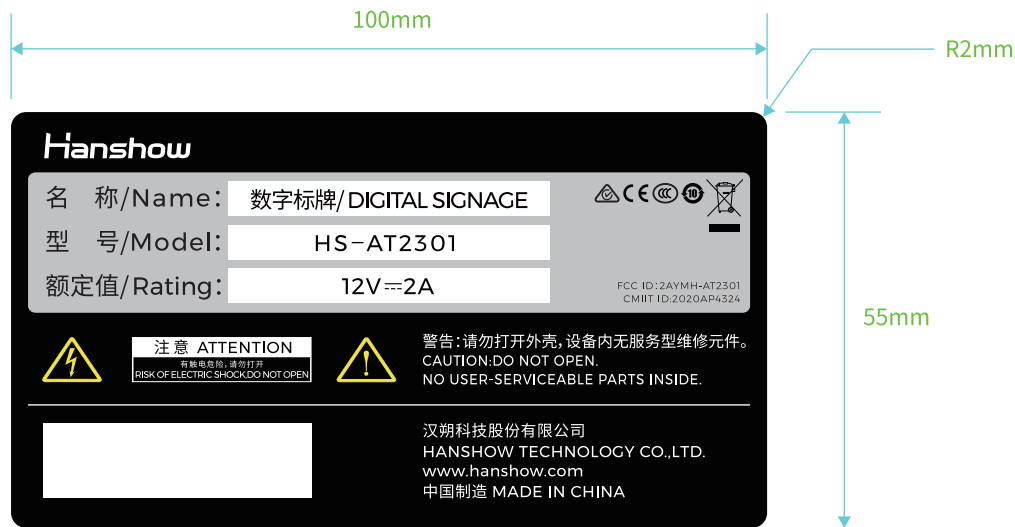 100mm
R2mm
Hanshow
名 称/Name: 数字标牌/ DIGITAL SIGNAGE
型 号/Model: HS-AT2301
额定值/Rating: 12V⎓2A
CE CCC 10
FCC ID:2AYMH-AT2301
CMIIT ID:2020AP4324
55mm
注意 ATTENTION
有触电危险,请勿打开
RISK OF ELECTRIC SHOCK,DO NOT OPEN
警告:请勿打开外壳,设备内无服务型维修元件。
CAUTION:DO NOT OPEN.
NO USER-SERVICEABLE PARTS INSIDE.
汉朔科技股份有限公司
HANSHOW TECHNOLOGY CO.,LTD.
www.hanshow.com
中国制造 MADE IN CHINA